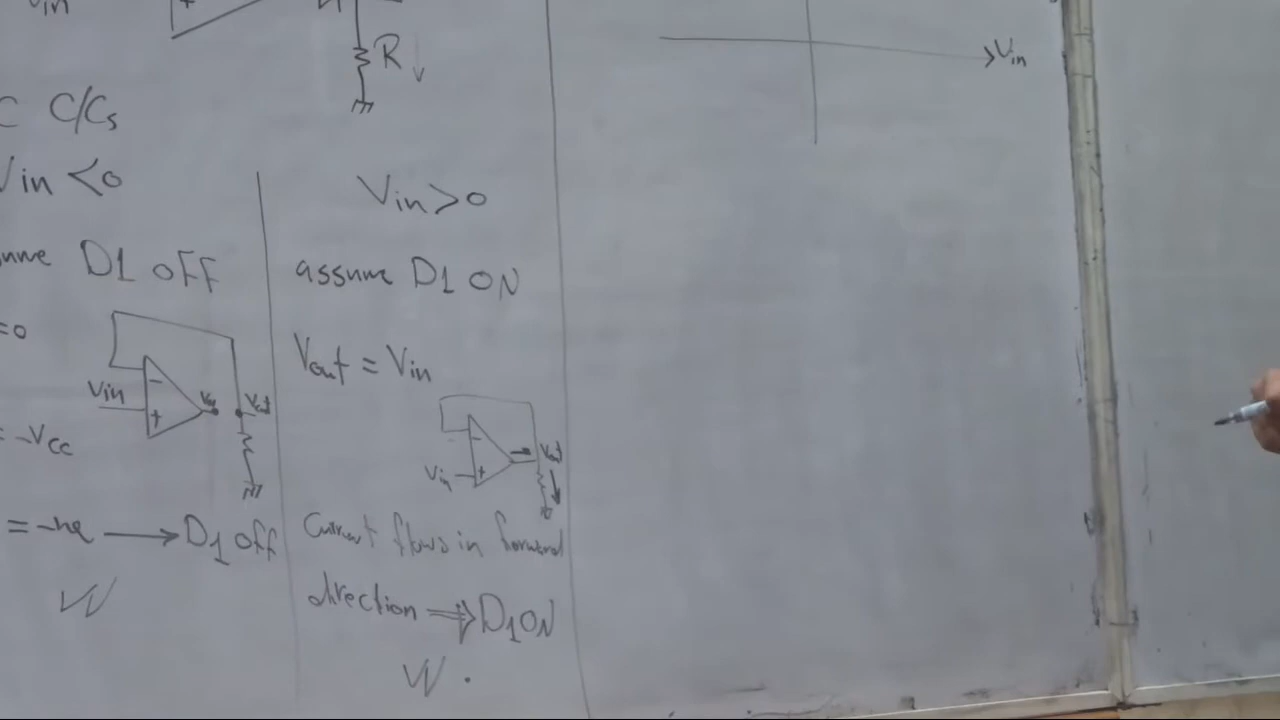 Vin
+
R
C C/Cs
Vin <0
assume D1 OFF
=0
Vin
-
+
Vout
= -Vcc
= -ve → D1 off
Vin>0
assume D1 ON
Vout = Vin
-
Vin
+
Vout
Current flows in forward
direction ⇒ D1 ON
Vin